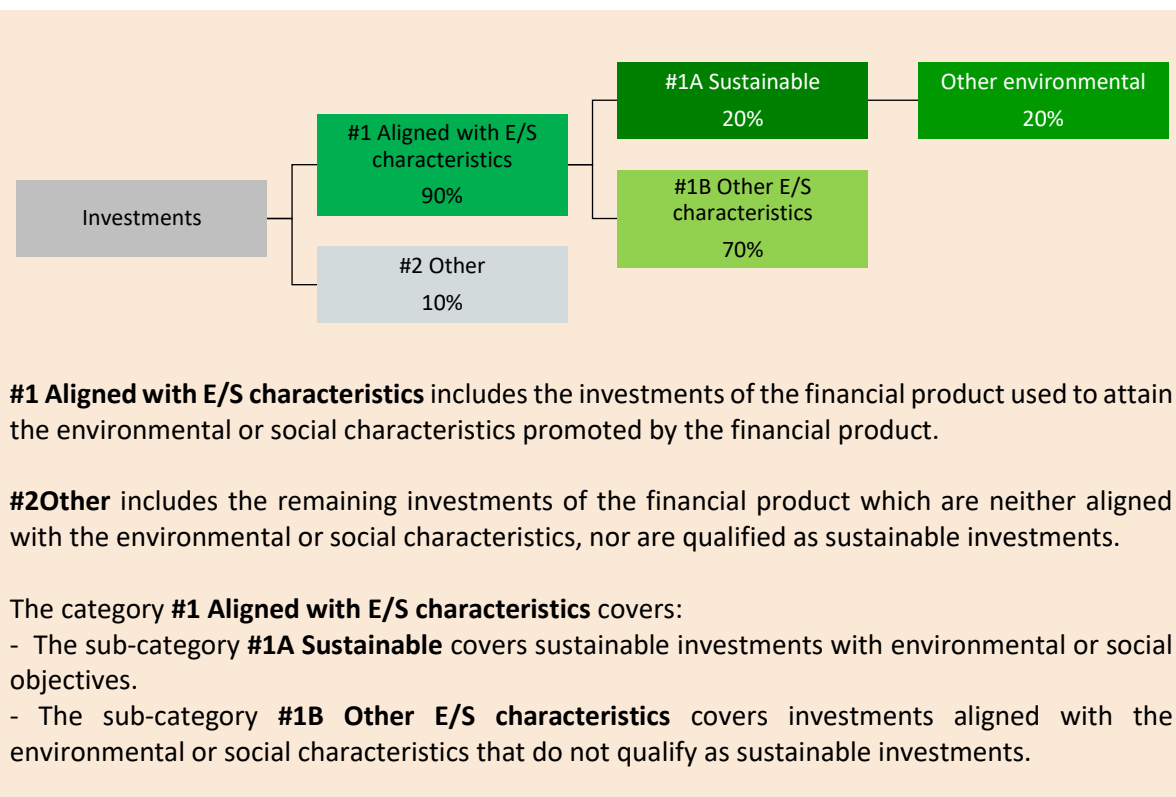 #1A Sustainable
20%
Other environmental
20%
#1 Aligned with E/S
characteristics
90%
#1B Other E/S
characteristics
70%
Investments
#2 Other
10%
#1 Aligned with E/S characteristics includes the investments of the financial product used to attain
the environmental or social characteristics promoted by the financial product.
#2Other includes the remaining investments of the financial product which are neither aligned
with the environmental or social characteristics, nor are qualified as sustainable investments.
The category #1 Aligned with E/S characteristics covers:
- The sub-category #1A Sustainable covers sustainable investments with environmental or social
objectives.
- The sub-category #1B Other E/S characteristics covers investments aligned with the
environmental or social characteristics that do not qualify as sustainable investments.